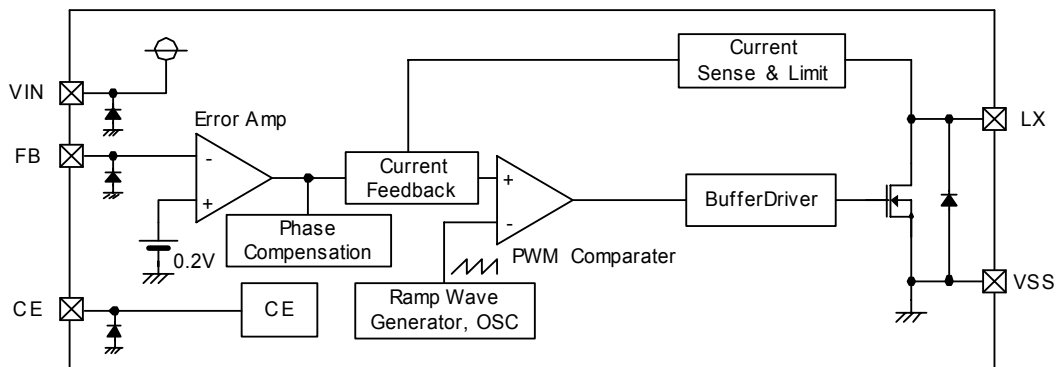 Current
Sense & Limit
VIN
LX
Error Amp
FB
-
+
Current
Feedback
+
-
BufferDriver
Phase
Compensation
PWM Comparater
0.2V
VSS
CE
CE
Ramp Wave
Generator, OSC